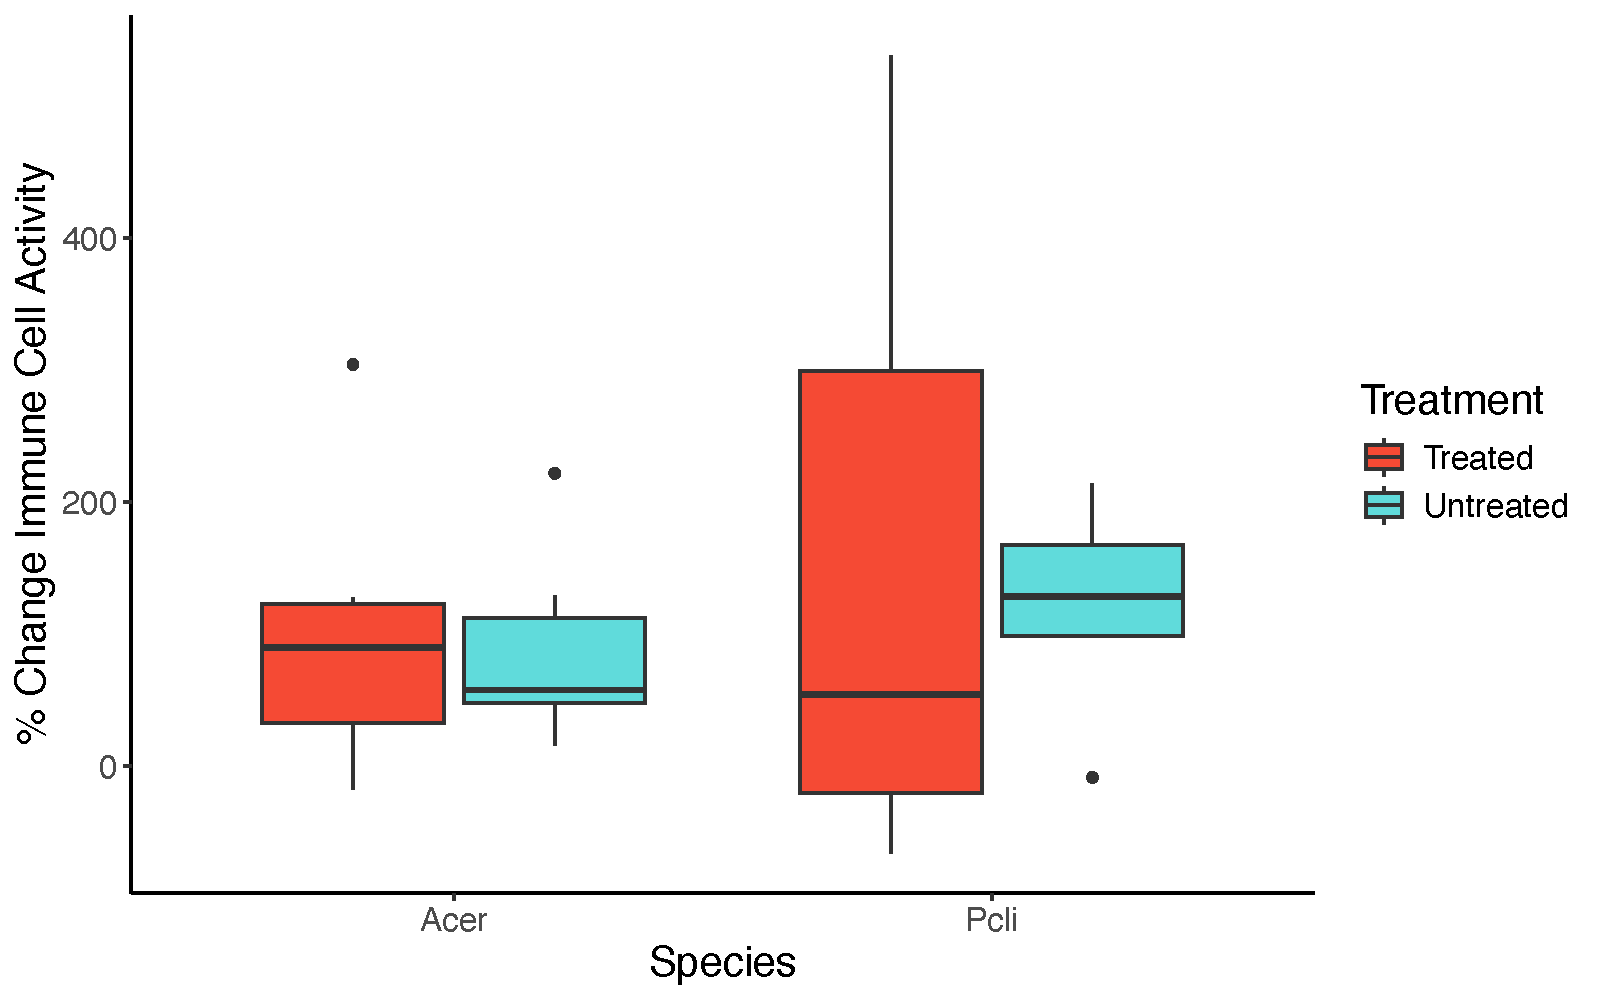 % Change Immune Cell Activity
400
200
0
Acer
Pcli
Species
Treatment
Treated
Untreated